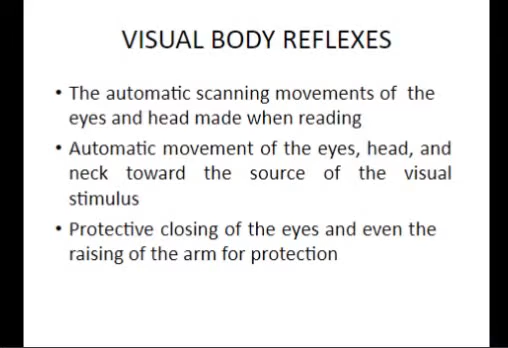 VISUAL BODY REFLEXES
• The automatic scanning movements of the
eyes and head made when reading
• Automatic movement of the eyes, head, and
neck toward the source of the visual
stimulus
• Protective closing of the eyes and even the
raising of the arm for protection